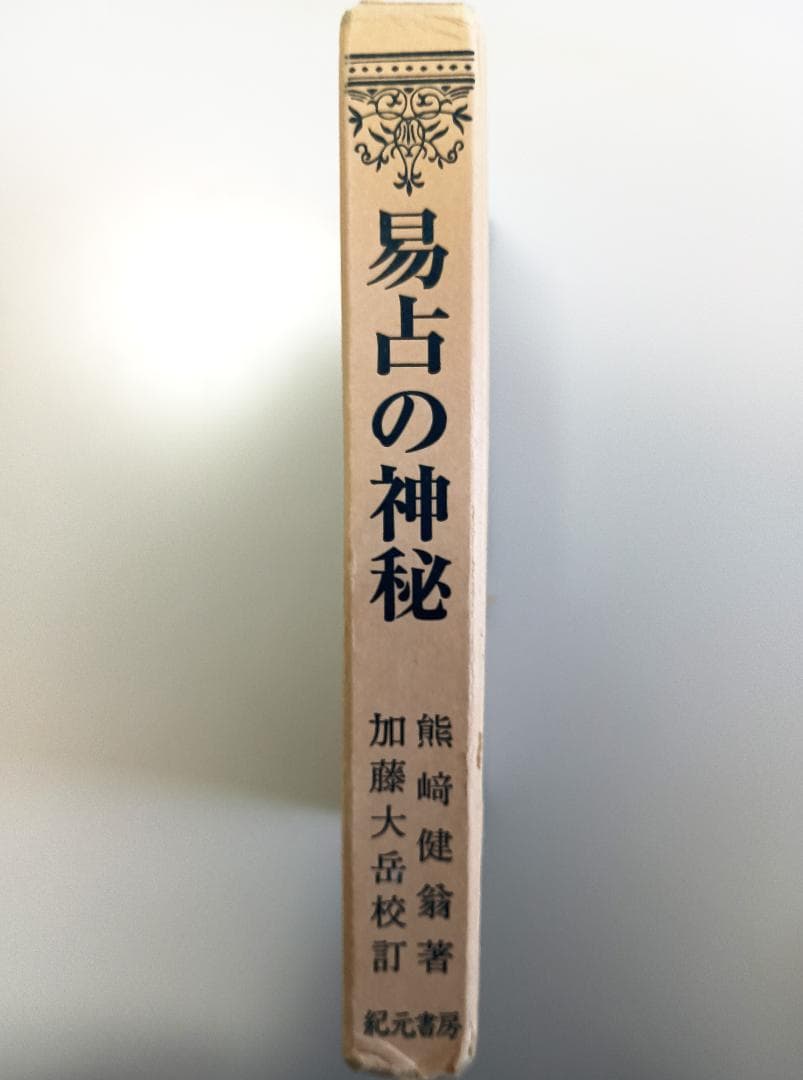 易占の神秘
熊﨑健翁著
加藤大岳校訂
紀元書房